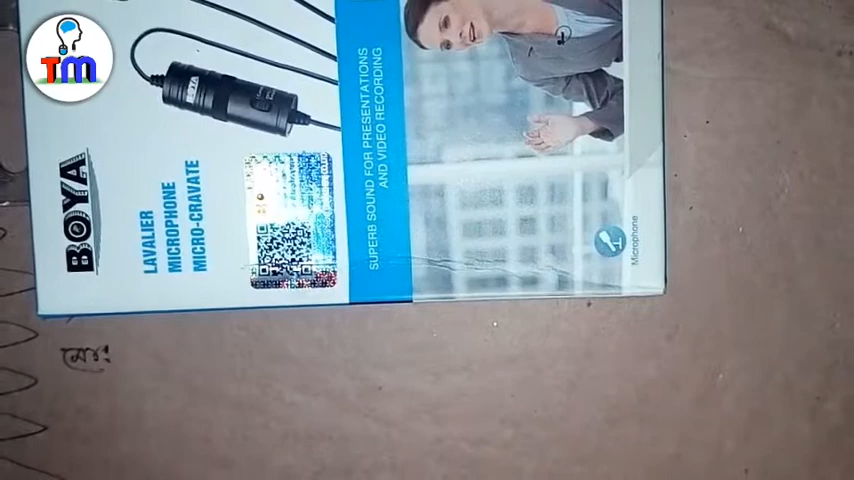 TM
BOYA
LAVALIER
MICROPHONE
MICRO-CRAVATE
SUPERB SOUND FOR PRESENTATIONS
AND VIDEO RECORDING
Microphone